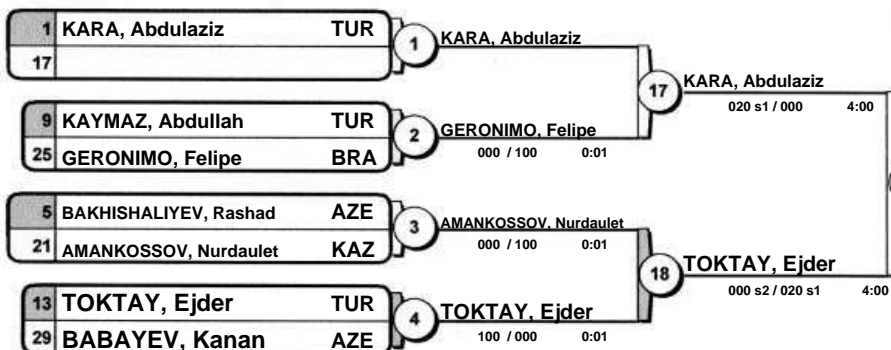 1 KARA, Abdulaziz TUR
17
1 KARA, Abdulaziz
9 KAYMAZ, Abdullah TUR
25 GERONIMO, Felipe BRA
2 GERONIMO, Felipe
000 / 100 0:01
17 KARA, Abdulaziz
020 s1 / 000 4:00
5 BAKHISHALIYEV, Rashad AZE
21 AMANKOSSOV, Nurdaulet KAZ
3 AMANKOSSOV, Nurdaulet
000 / 100 0:01
13 TOKTAY, Ejder TUR
29 BABAYEV, Kanan AZE
4 TOKTAY, Ejder
100 / 000 0:01
18 TOKTAY, Ejder
000 s2 / 020 s1 4:00